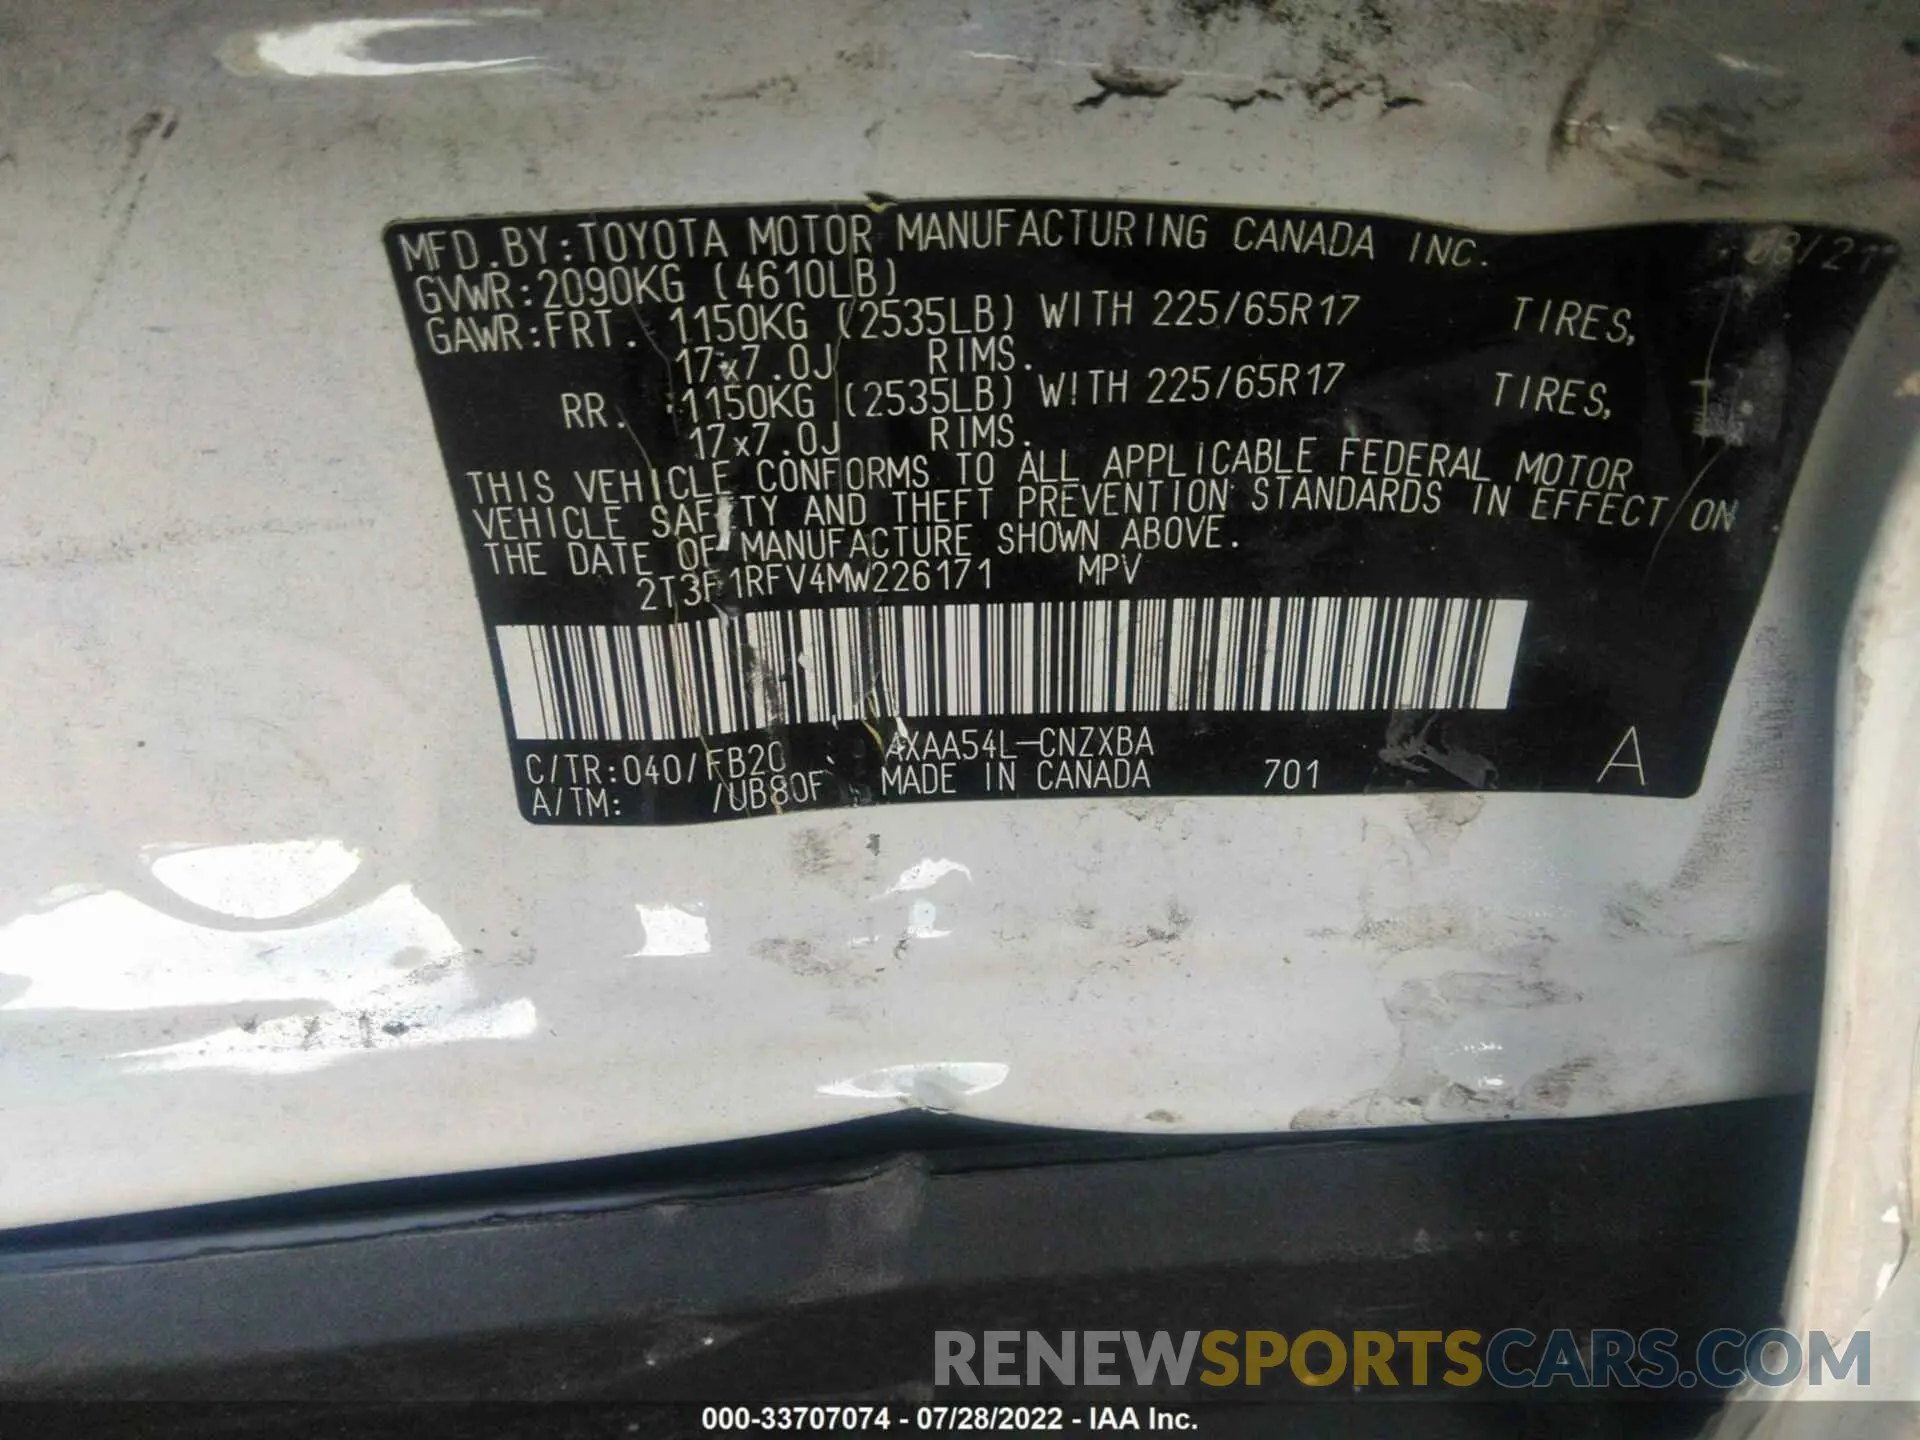 MFD.BY:TOYOTA MOTOR MANUFACTURING CANADA INC. 08/21
GVWR:2090KG (4610LB)
GAWR:FRT. 1150KG (2535LB) WITH 225/65R17 TIRES,
17x7.0J RIMS.
RR. 1150KG (2535LB) WITH 225/65R17 TIRES,
17x7.0J RIMS.
THIS VEHICLE CONFORMS TO ALL APPLICABLE FEDERAL MOTOR
VEHICLE SAFETY AND THEFT PREVENTION STANDARDS IN EFFECT ON
THE DATE OF MANUFACTURE SHOWN ABOVE.
2T3F1RFV4MW226171 MPV
C/TR:040/FB20 AXAA54L-CNZXBA
A/TM: /UB80F MADE IN CANADA 701 A
RENEWSPORTSCARS.COM
000-33707074 - 07/28/2022 - IAA Inc.